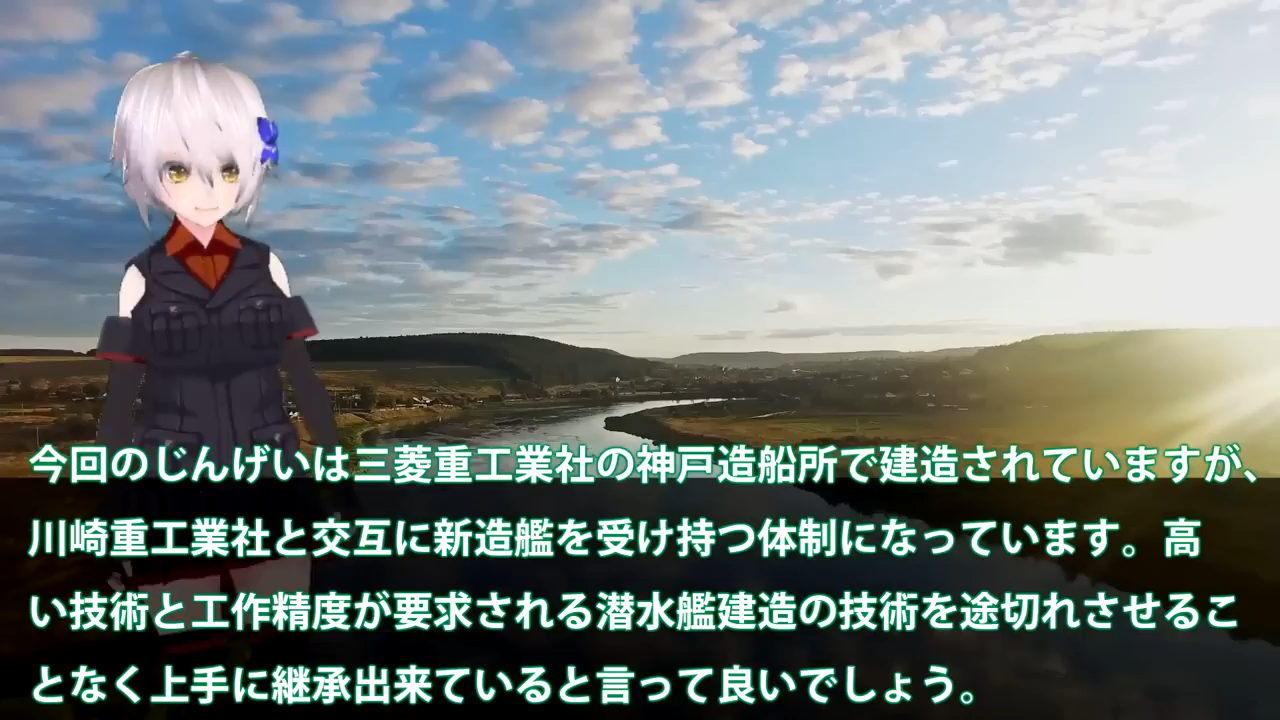 今回のじんげいは三菱重工業社の神戸造船所で建造されていますが、
川崎重工業社と交互に新造艦を受け持つ体制になっています。高
い技術と工作精度が要求される潜水艦建造の技術を途切れさせるこ
となく上手に継承出来ていると言って良いでしょう。